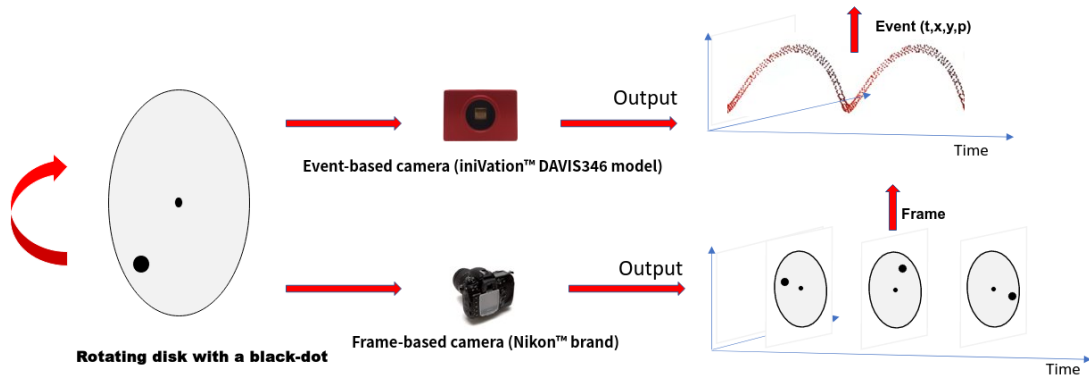 Event (t,x,y,p)
Output
Time
Event-based camera (iniVation™ DAVIS346 model)
Frame
Output
Frame-based camera (Nikon™ brand)
Rotating disk with a black-dot
Time